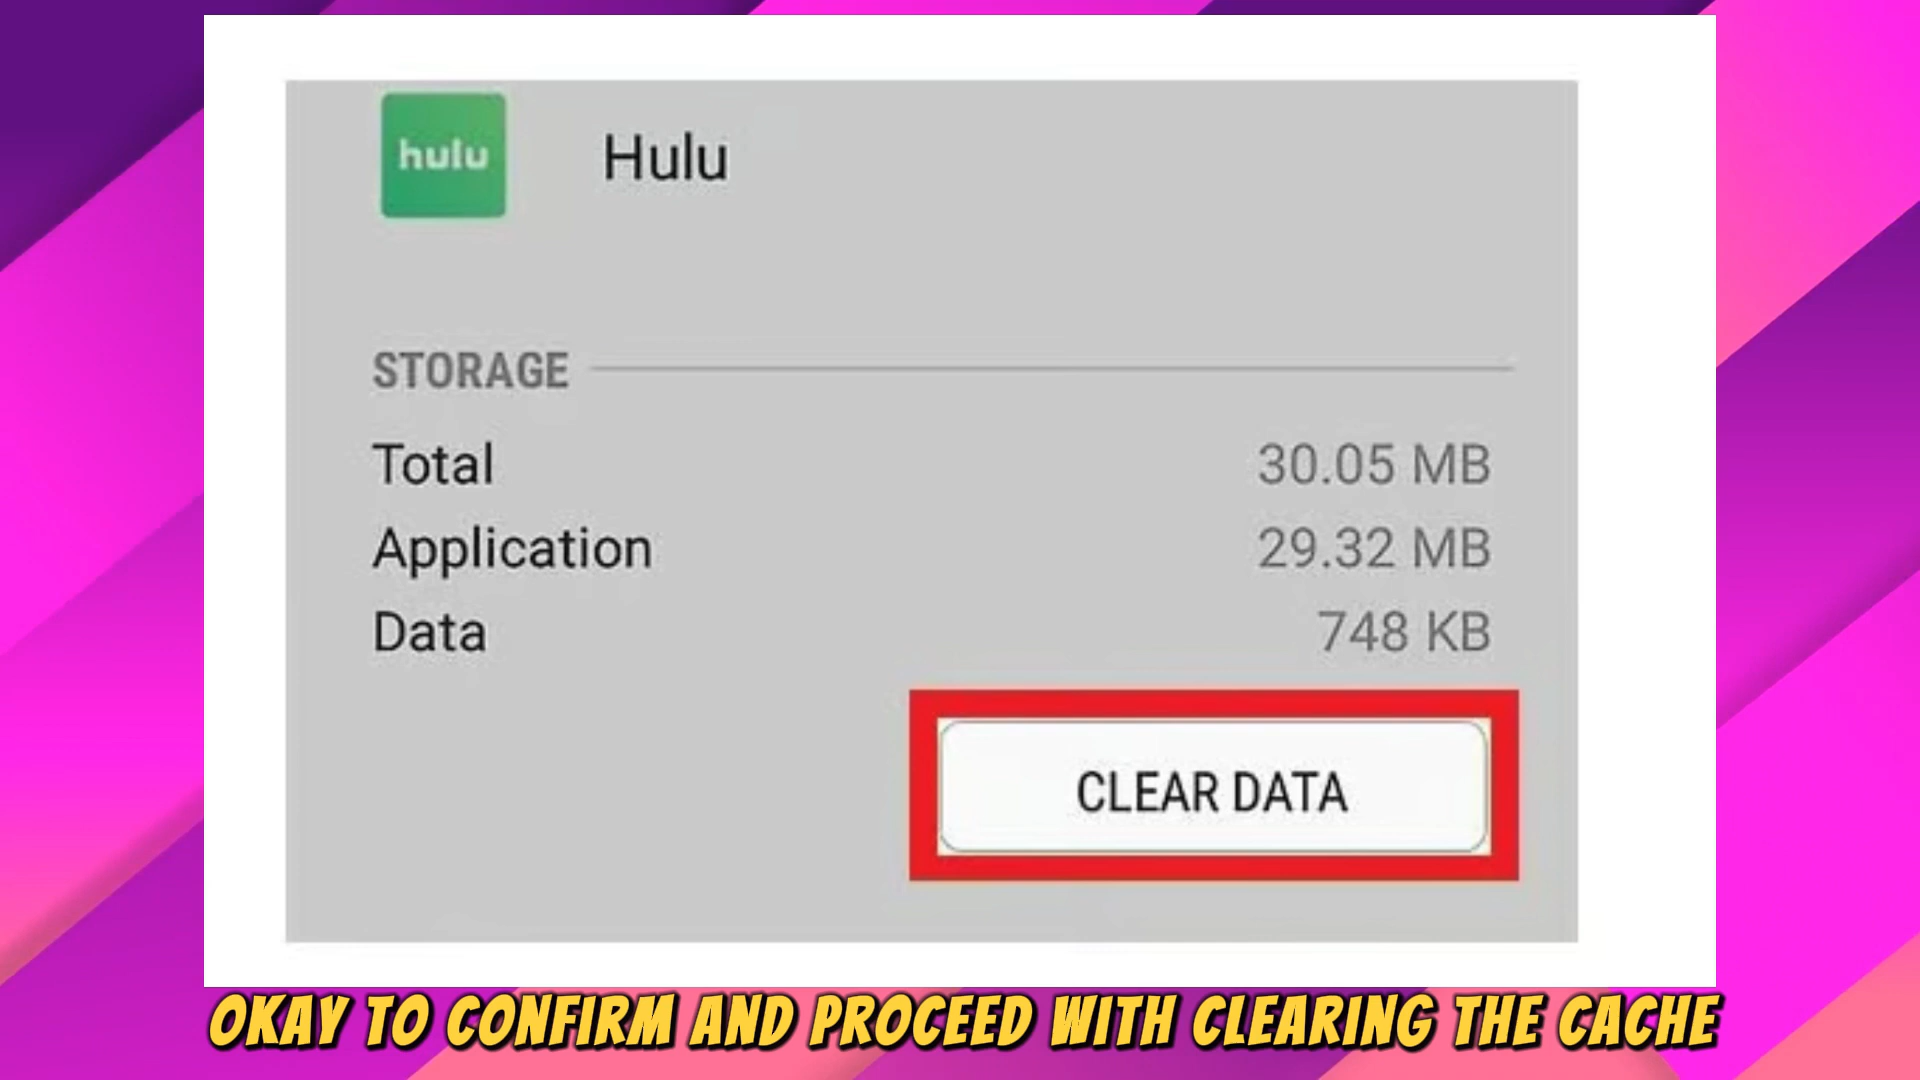 hulu Hulu
STORAGE
Total 30.05 MB
Application 29.32 MB
Data 748 KB
CLEAR DATA
OKAY TO CONFIRM AND PROCEED WITH CLEARING THE CACHE